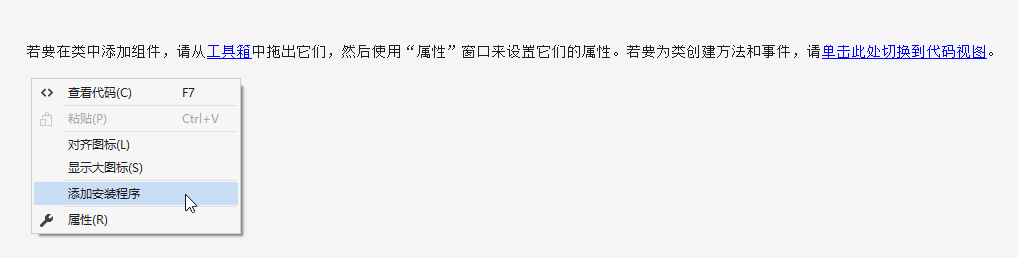 若要在类中添加组件，请从工具箱中拖出它们，然后使用“属性”窗口来设置它们的属性。若要为类创建方法和事件，请单击此处切换到代码视图。
查看代码(C) F7
粘贴(P) Ctrl+V
对齐图标(L)
显示大图标(S)
添加安装程序
属性(R)